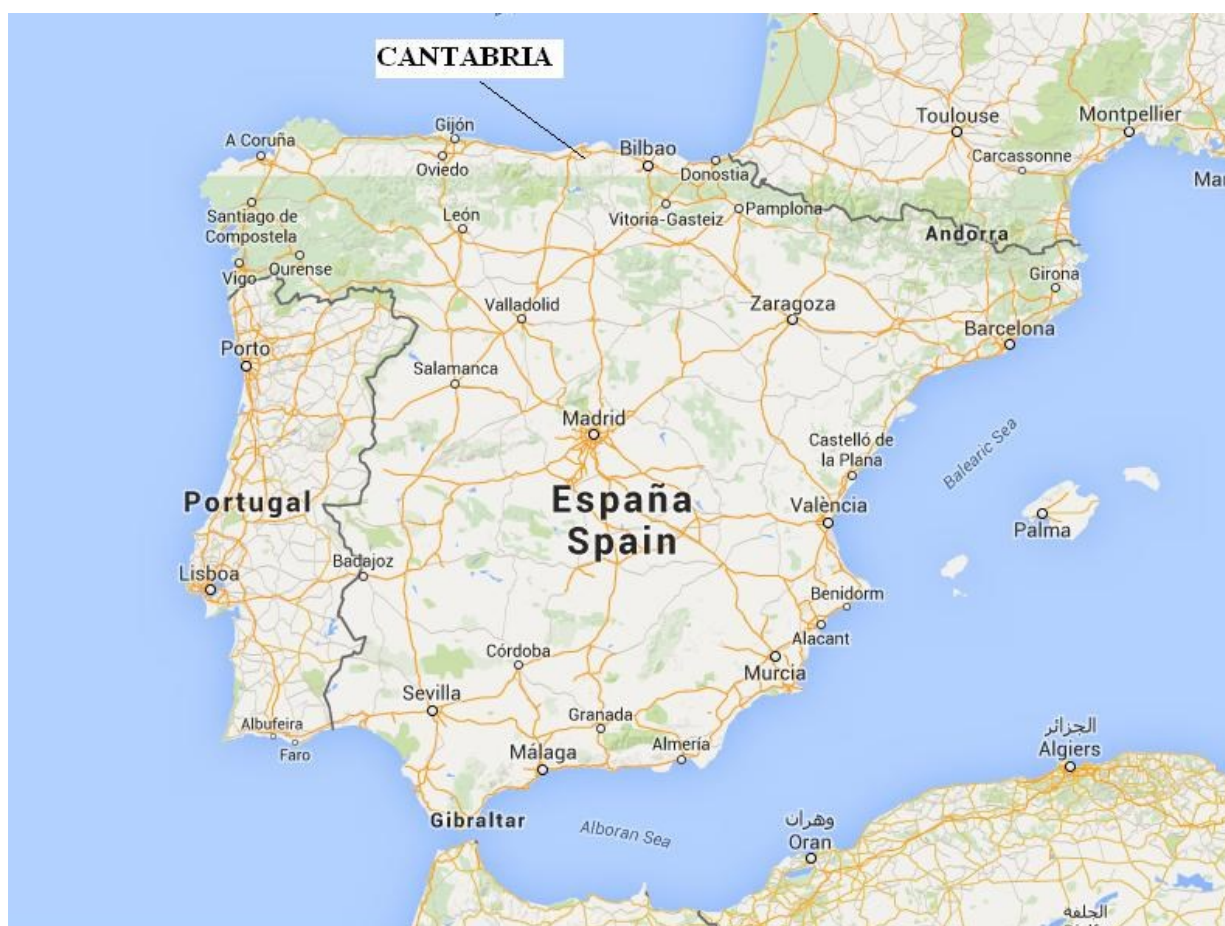 CANTABRIA
Toulouse
Montpellier
Gijón
A Coruña
Bilbao
Carcassonne
Oviedo
Donostia
Mar
Santiago de
Compostela
León
Vitoria-Gasteiz
Pamplona
Andorra
Vigo
Ourense
Girona
Valladolid
Zaragoza
Barcelona
Porto
Salamanca
Madrid
Castelló de
la Plana
Balearic Sea
Portugal
España
Spain
València
Palma
Badajoz
Lisboa
Benidorm
Alacant
Córdoba
Murcia
Sevilla
Granada
Albufeira
Faro
Málaga
Almería
الجزائر
Algiers
Gibraltar
Alboran Sea
وهران
Oran
الجلفة